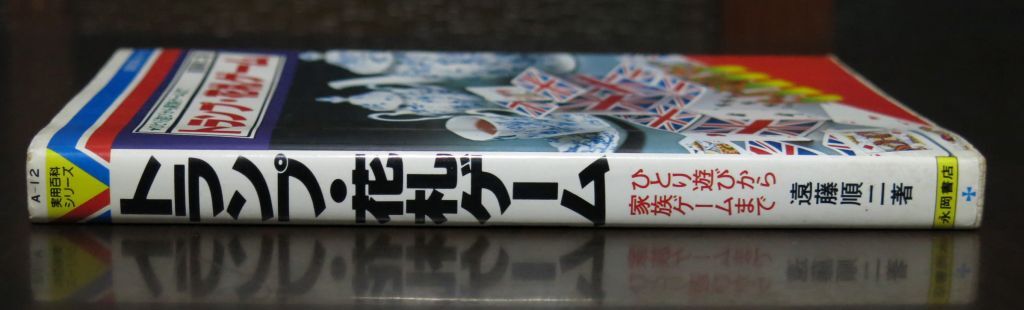 A-12
実用百科
シリーズ
トランプ・花札ゲーム
ひとり遊びから
家族ゲームまで
遠藤順二著
永岡書店
トランプ・花札ゲーム